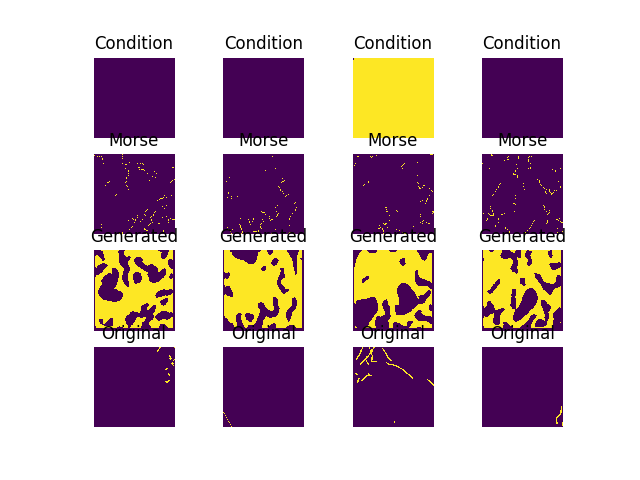 Condition Condition Condition Condition
Morse Morse Morse Morse
Generated Generated Generated Generated
Original Original Original Original